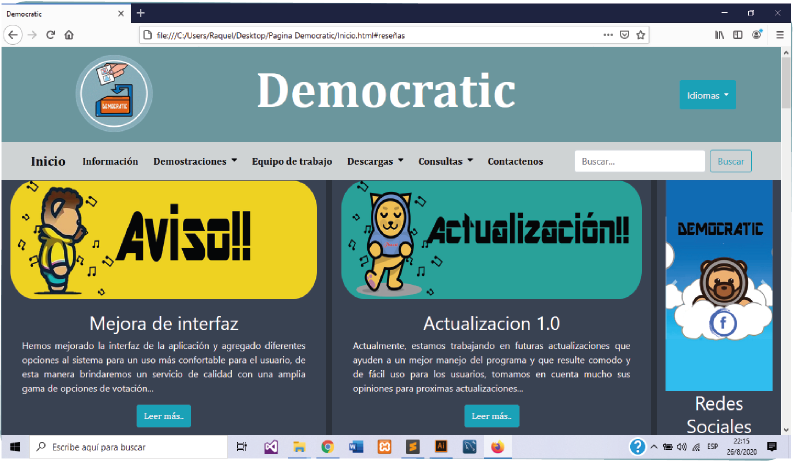 Democratic
file:///C:/Users/Raquel/Desktop/Pagina Democratic/Inicio.html#reseñas
DEMOCRATIC
Democratic
Idiomas
Inicio Información Demostraciones Equipo de trabajo Descargas Consultas Contactenos Buscar... Buscar
Aviso!!
Mejora de interfaz
Hemos mejorado la interfaz de la aplicación y agregado diferentes
opciones al sistema para un uso más confortable para el usuario, de
esta manera brindaremos un servicio de calidad con una amplia
gama de opciones de votación...
Leer más..
Actualización!!
Actualizacion 1.0
Actualmente, estamos trabajando en futuras actualizaciones que
ayuden a un mejor manejo del programa y que resulte comodo y
de fácil uso para los usuarios, tomamos en cuenta mucho sus
opiniones para proximas actualizaciones...
Leer más..
DEMOCRATIC
f
Redes
Sociales
Escribe aquí para buscar
W
S
Ai
?
ESP
22:15
26/8/2020